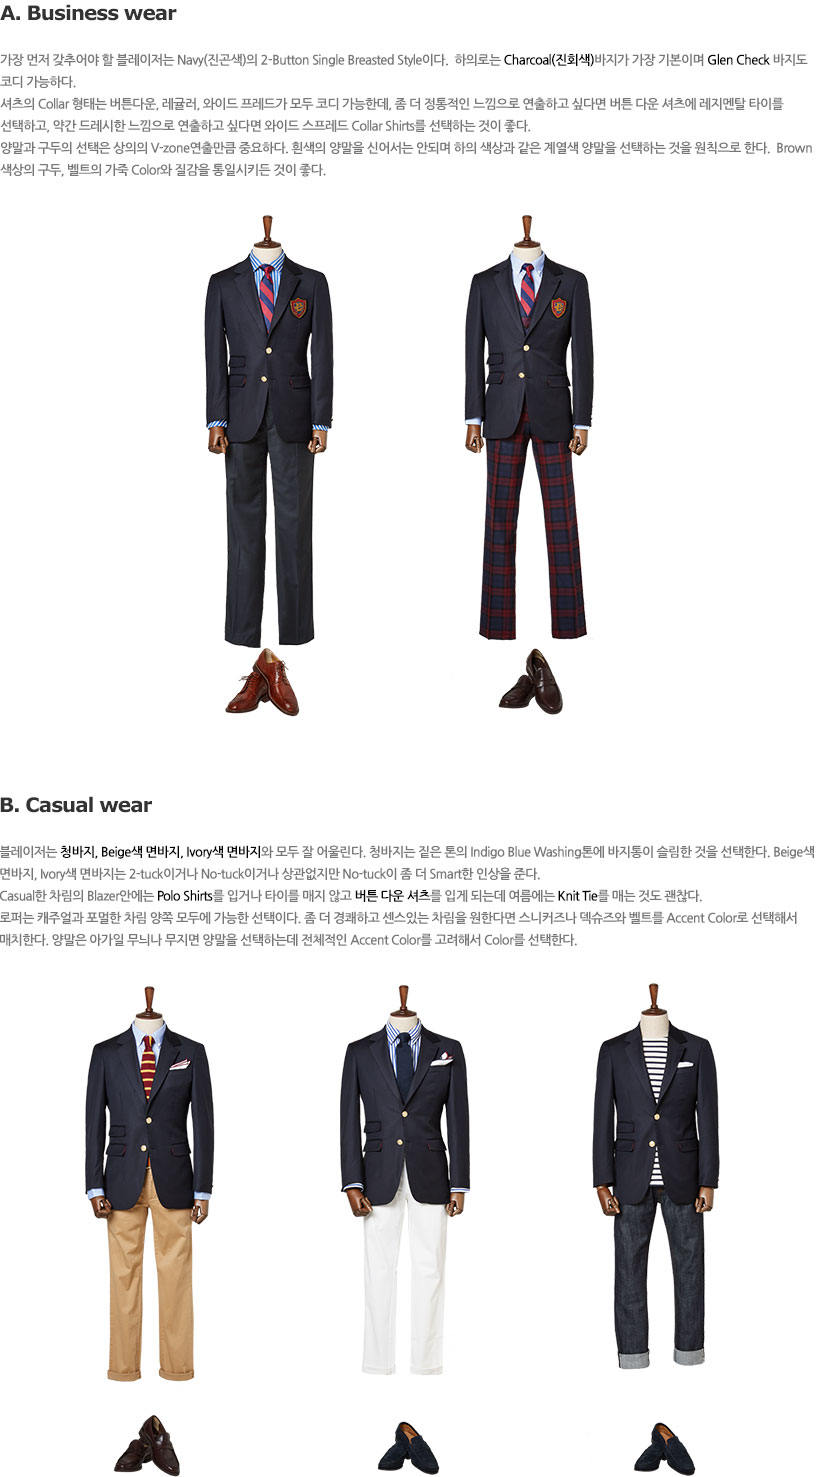 A. Business wear
가장 먼저 갖추어야 할 블레이저는 Navy(진곤색)의 2-Button Single Breasted Style이다. 하의로는 Charcoal(진회색)바지가 가장 기본이며 Glen Check 바지도
코디 가능하다.
셔츠의 Collar 형태는 버튼다운, 레귤러, 와이드 프레드가 모두 코디 가능한데, 좀 더 정통적인 느낌으로 연출하고 싶다면 버튼 다운 셔츠에 레지멘탈 타이를
선택하고, 약간 드레시한 느낌으로 연출하고 싶다면 와이드 스프레드 Collar Shirts를 선택하는 것이 좋다.
양말과 구두의 선택은 상의의 V-zone연출만큼 중요하다. 흰색의 양말을 신어서는 안되며 하의 색상과 같은 계열색 양말을 선택하는 것을 원칙으로 한다. Brown
색상의 구두, 벨트의 가죽 Color와 질감을 통일시키든 것이 좋다.
B. Casual wear
블레이저는 청바지, Beige색 면바지, Ivory색 면바지와 모두 잘 어울린다. 청바지는 짙은 톤의 Indigo Blue Washing톤에 바지통이 슬림한 것을 선택한다. Beige색
면바지, Ivory색 면바지는 2-tuck이거나 No-tuck이거나 상관없지만 No-tuck이 좀 더 Smart한 인상을 준다.
Casual한 차림의 Blazer안에는 Polo Shirts를 입거나 타이를 매지 않고 버튼 다운 셔츠를 입게 되는데 여름에는 Knit Tie를 매는 것도 괜찮다.
로퍼는 캐주얼과 포멀한 차림 양쪽 모두에 가능한 선택이다. 좀 더 경쾌하고 센스있는 차림을 원한다면 스니커즈나 덱슈즈와 벨트를 Accent Color로 선택해서
매치한다. 양말은 아가일 무늬나 무지면 양말을 선택하는데 전체적인 Accent Color를 고려해서 Color를 선택한다.